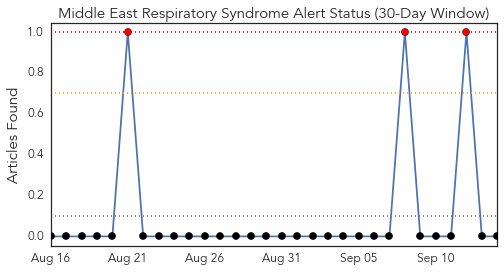 Middle East Respiratory Syndrome Alert Status (30-Day Window)
Articles Found
1.0
0.8
0.6
0.4
0.2
0.0
Aug 16 Aug 21 Aug 26 Aug 31 Sep 05 Sep 10